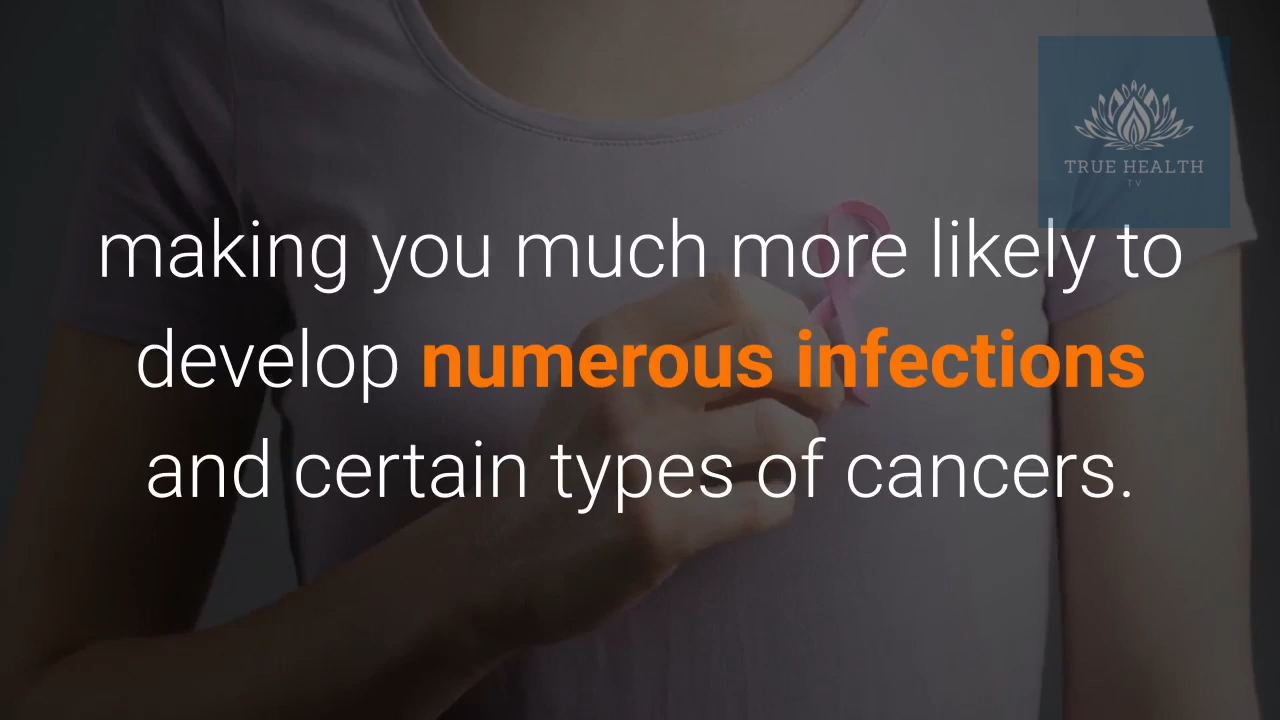 TRUE HEALTH
TV
making you much more likely to
develop numerous infections
and certain types of cancers.